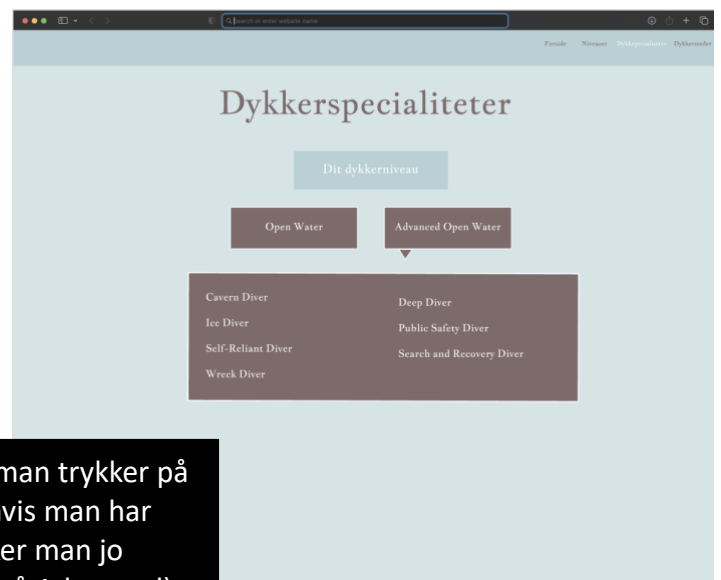 Search or enter website name
Forside Niveauer Dykkerspecialiteter Dykkersteder
Dykkerspecialiteter
Dit dykkerniveau
Open Water Advanced Open Water
Cavern Diver
Ice Diver
Self-Reliant Diver
Wreck Diver
Deep Diver
Public Safety Diver
Search and Recovery Diver
man trykker på
vis man har
er man jo